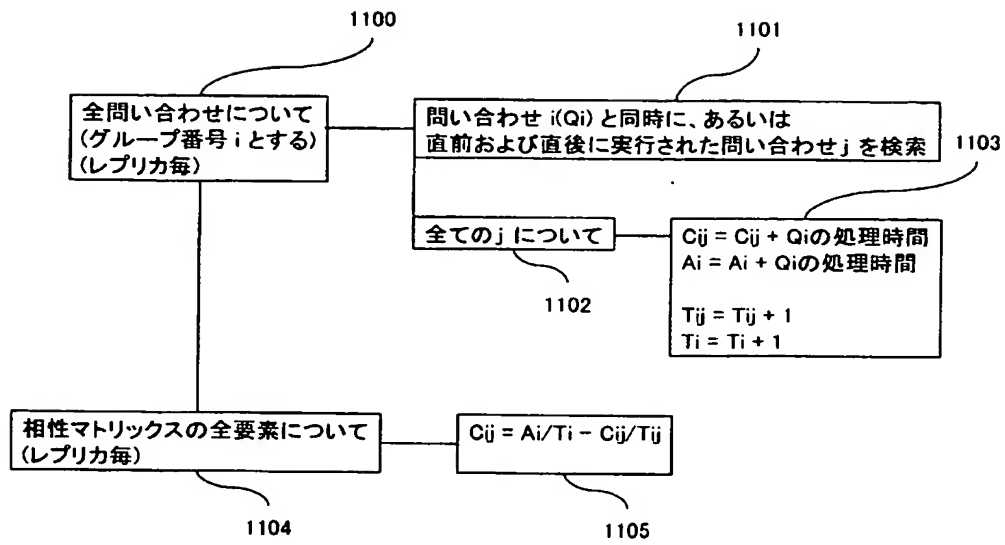 1100
1101
全問い合わせについて
(グループ番号 i とする)
(レプリカ毎)
問い合わせ i(Qi) と同時に、あるいは
直前および直後に実行された問い合わせ j を検索
1103
全ての j について
Cij = Cij + Qiの処理時間
Ai = Ai + Qiの処理時間
Tij = Tij + 1
Ti = Ti + 1
1102
相性マトリックスの全要素について
(レプリカ毎)
Cij = Ai/Ti − Cij/Tij
1104
1105